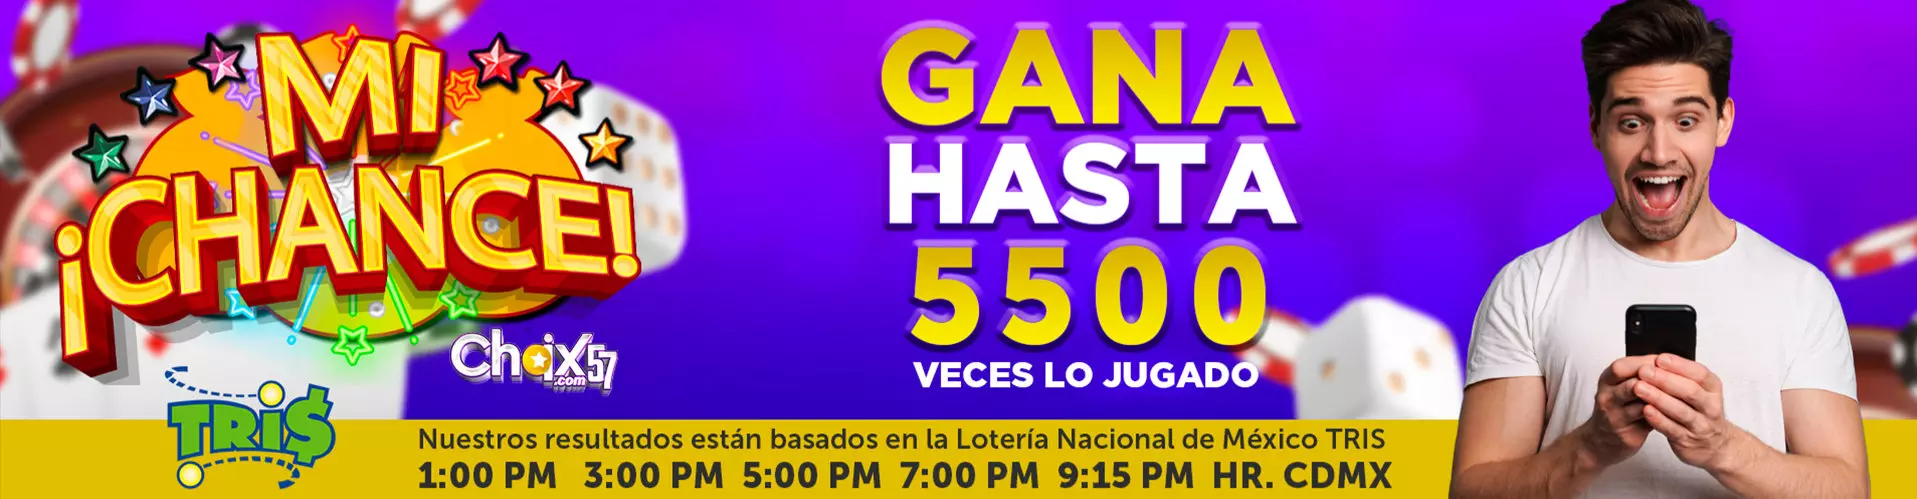 MI
¡CHANCE!
Choix57
.com
GANA
HASTA
5500
VECES LO JUGADO
TRI$
Nuestros resultados están basados en la Lotería Nacional de México TRIS
1:00 PM 3:00 PM 5:00 PM 7:00 PM 9:15 PM HR. CDMX